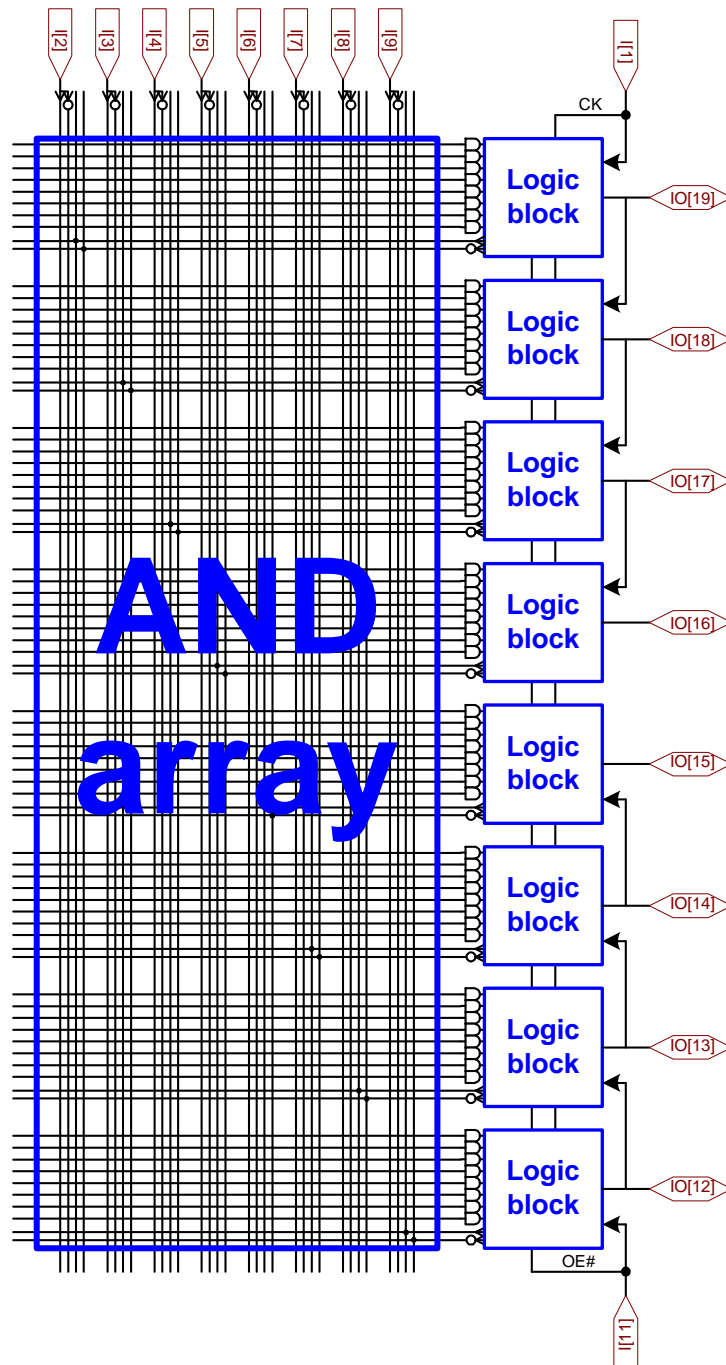 I[2]
I[3]
I[4]
I[5]
I[6]
I[7]
I[8]
I[9]
I[1]
CK
Logic
block
IO[19]
Logic
block
IO[18]
Logic
block
IO[17]
Logic
block
IO[16]
AND
array
Logic
block
IO[15]
Logic
block
IO[14]
Logic
block
IO[13]
Logic
block
IO[12]
OE#
I[11]